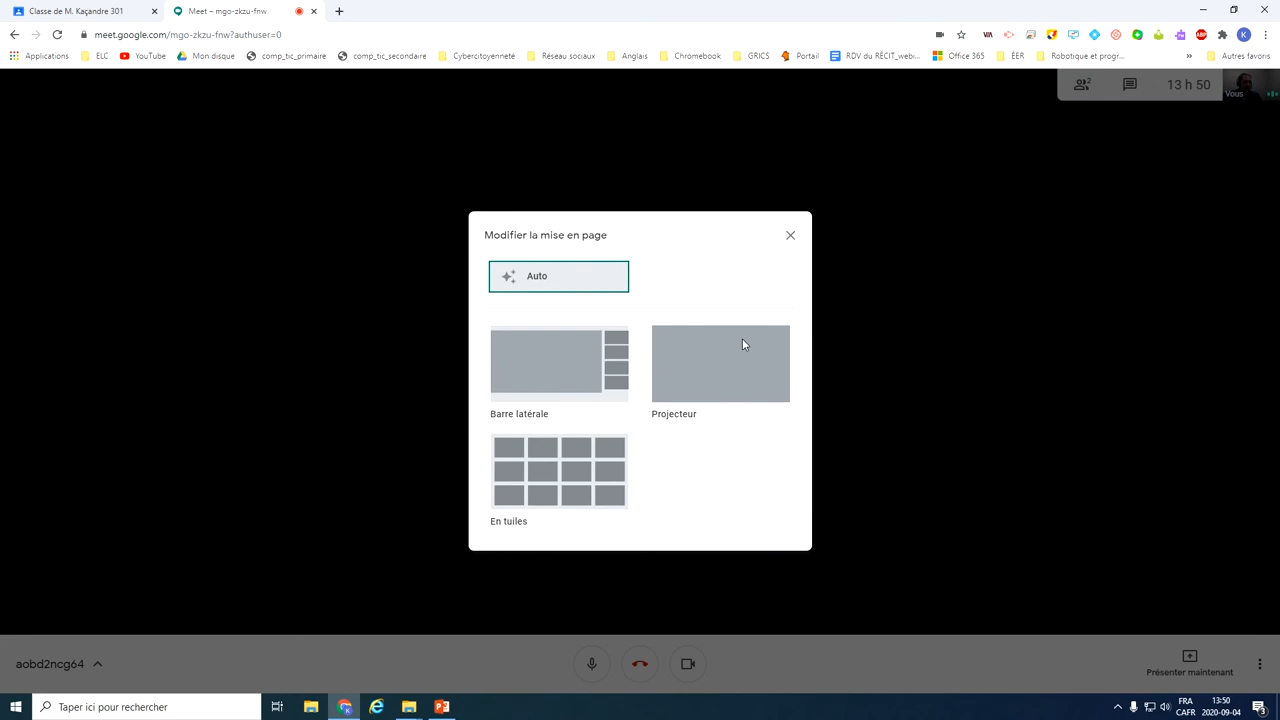 Classe de M. Kaçandre 301
Meet – mgo-zkzu-fnw
meet.google.com/mgo-zkzu-fnw?authuser=0
Applications ELC YouTube Mon disque comp_tic_primaire comp_tic_secondaire Cybercitoyenneté Réseau sociaux Anglais Chromebook GRICS Portail RDV du RÉCIT_webi... Office 365 ÉER Robotique et progr... » Autres favoris
2
13 h 50
Vous
Modifier la mise en page
Auto
Barre latérale
Projecteur
En tuiles
aobd2ncg64
Présenter maintenant
Taper ici pour rechercher
FRA
CAFR
13:50
2020-09-04